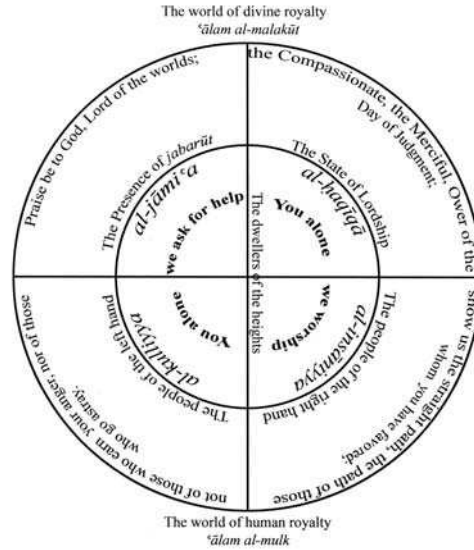 The world of divine royalty
ʿālam al-malakūt
Praise be to God, Lord of the worlds;
the Compassionate, the Merciful, Ower of the
Day of Judgment;
The Presence of jabarūt
The State of Lordship
al-jāmiʿa
al-ḥaqīqā
we ask for help
You alone
The dwellers of the heights
You alone
we worship
al-kulliyya
al-insāniyya
The people of the left hand
The people of the right hand
not of those who earn your anger, nor of those
who go astray;
show us the straight path, the path of those
whom you have favored;
The world of human royalty
ʿālam al-mulk